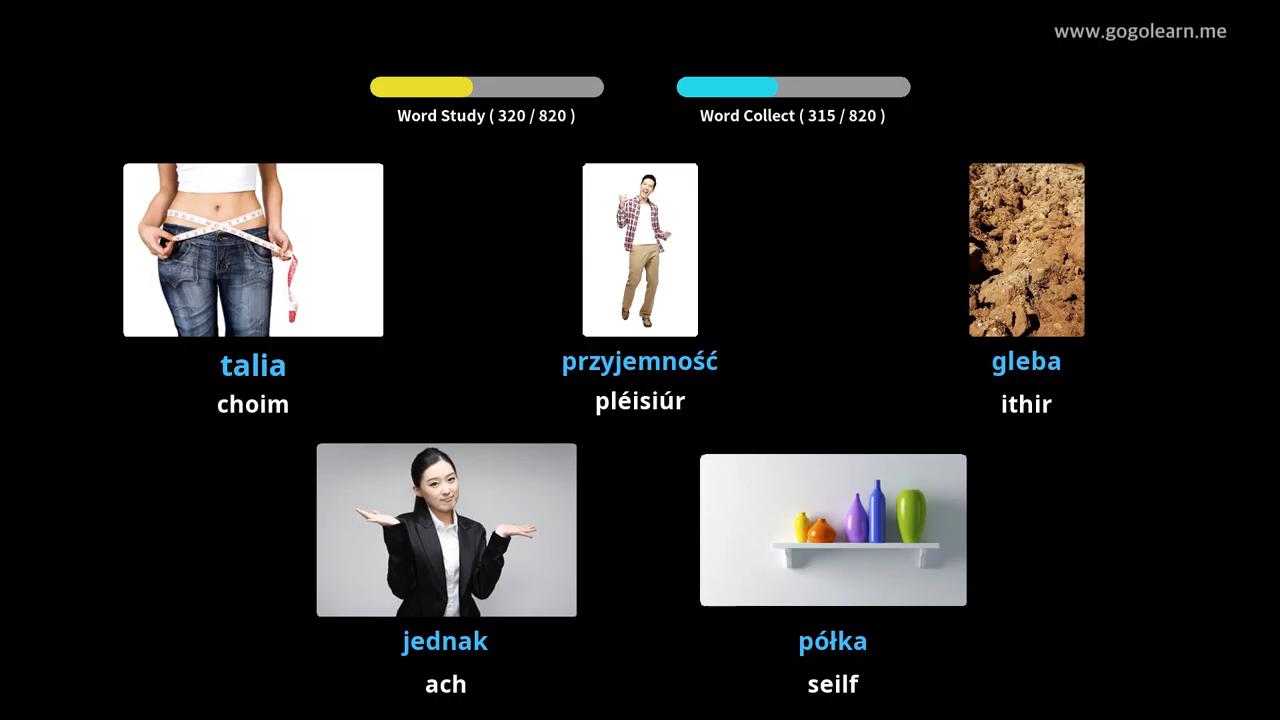 www.gogolearn.me
Word Study ( 320 / 820 )
Word Collect ( 315 / 820 )
talia
choim
przyjemność
pléisiúr
gleba
ithir
jednak
ach
półka
seilf